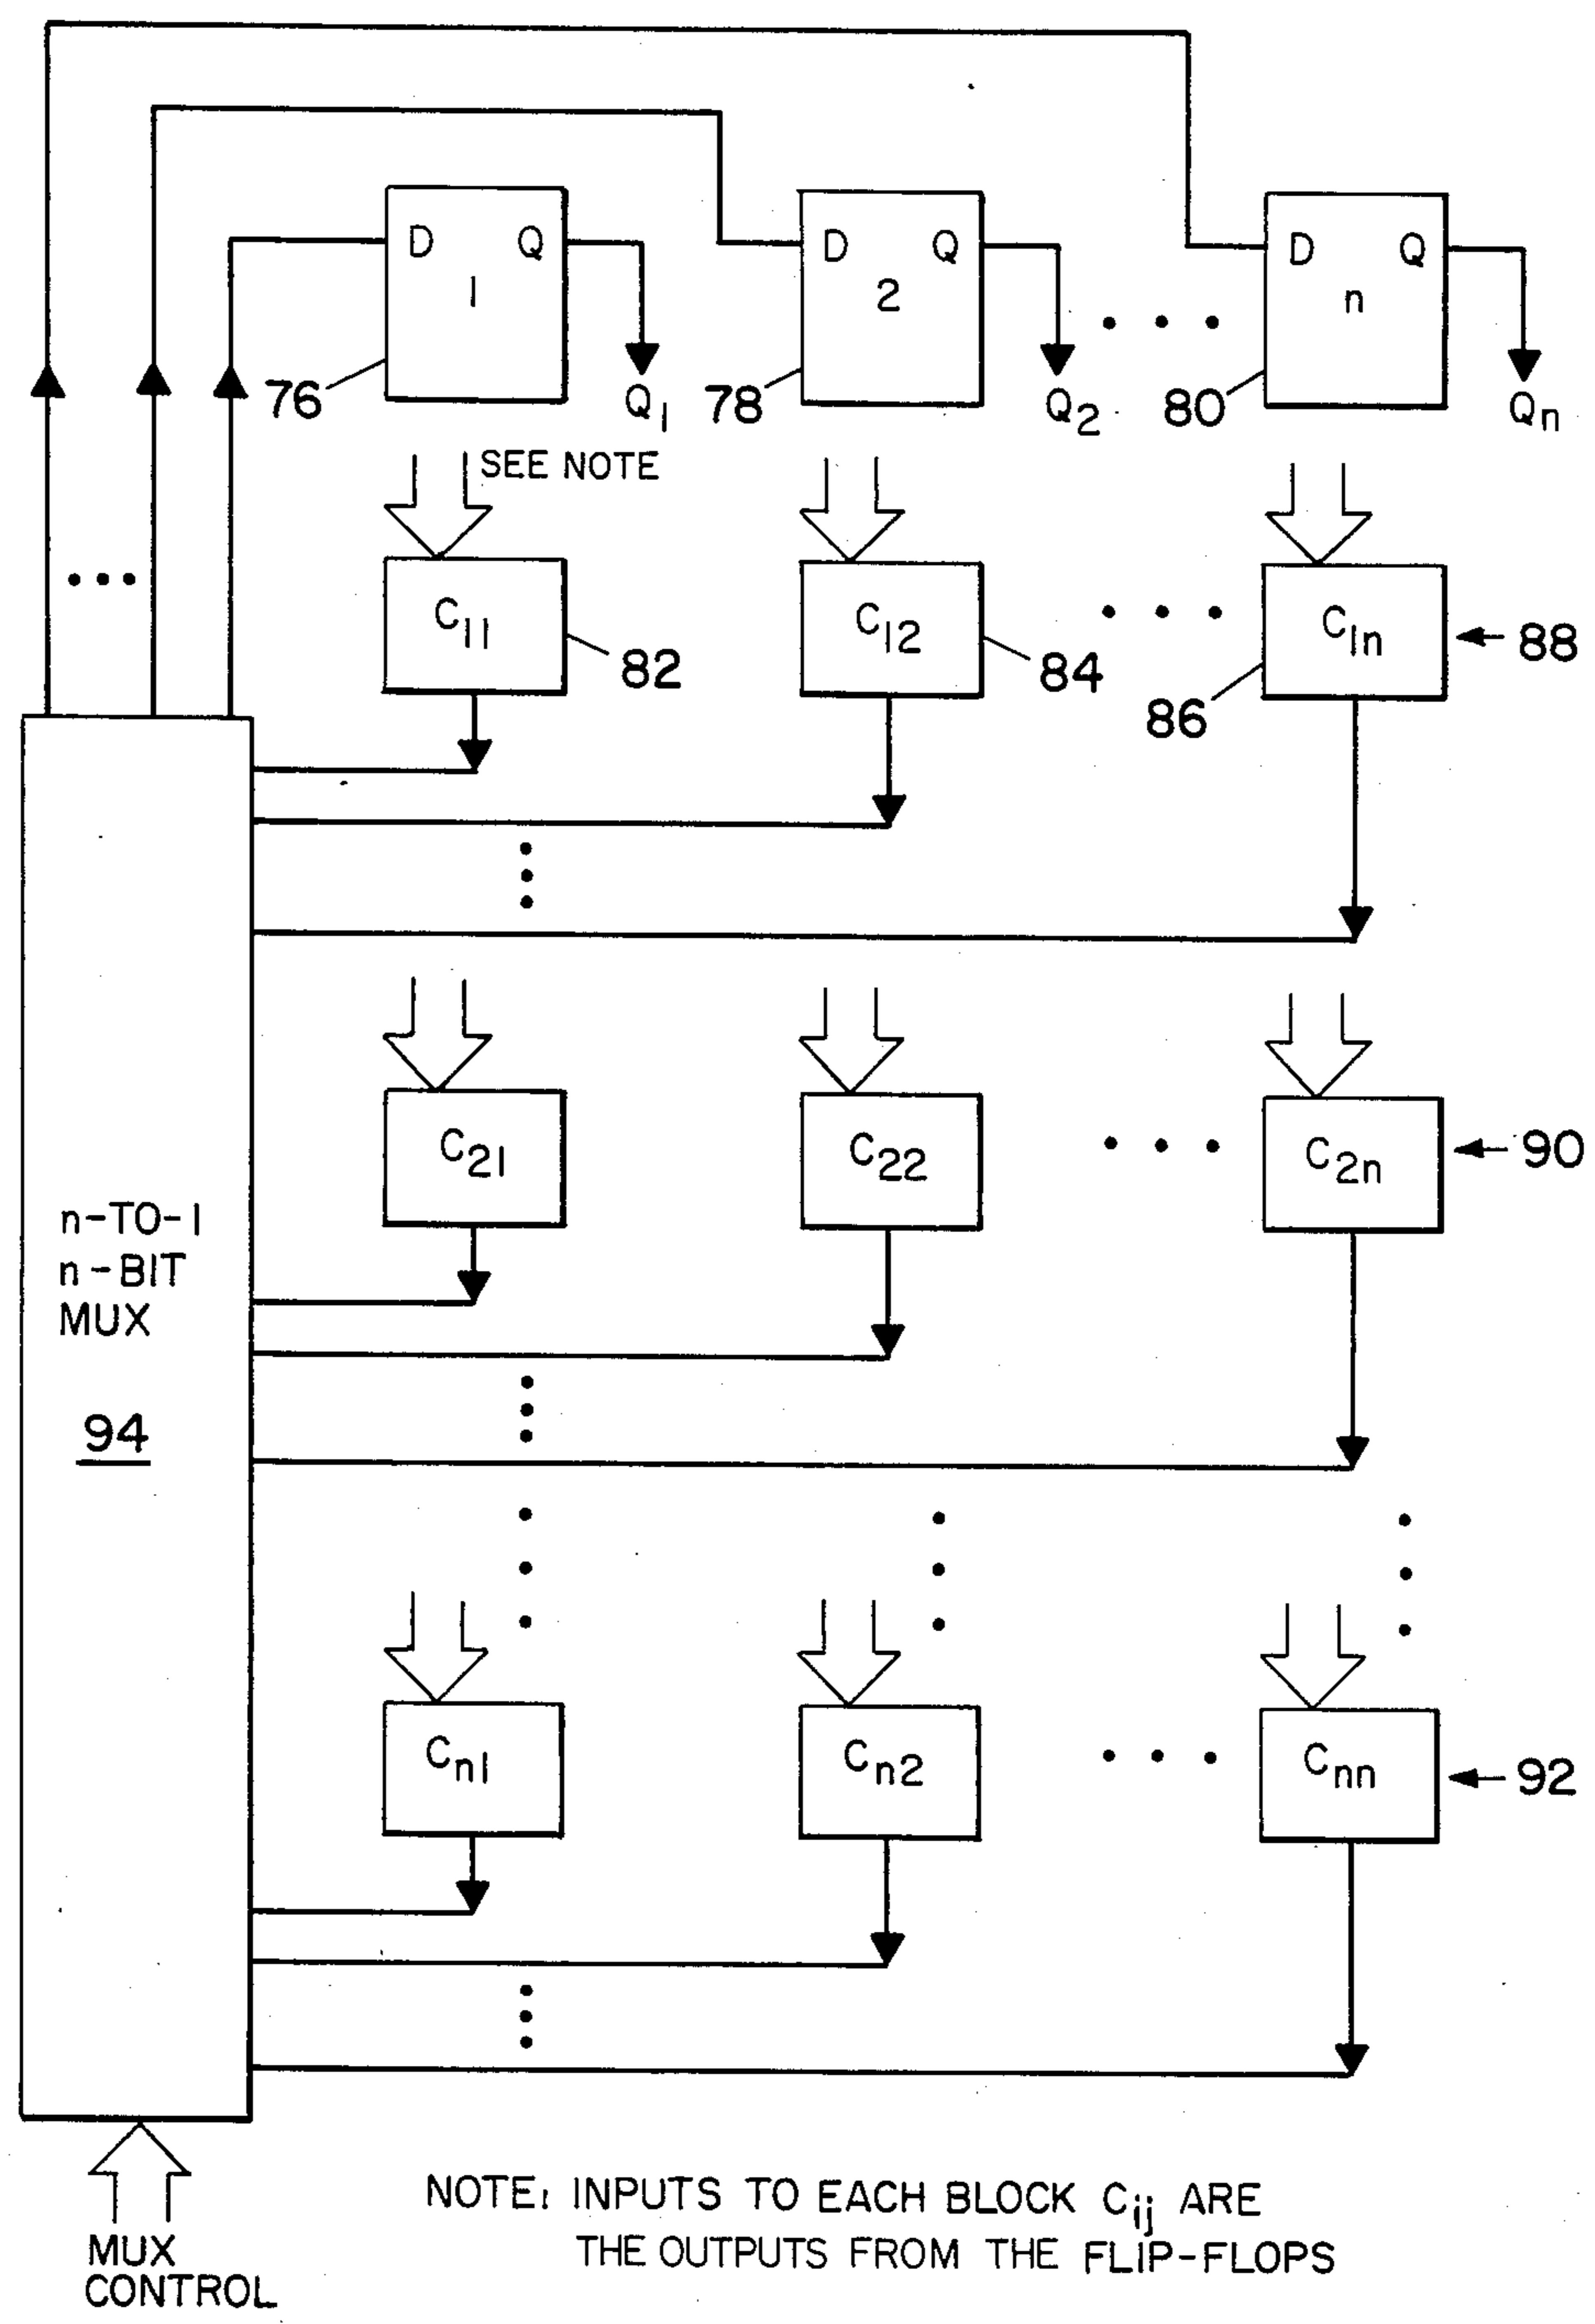 D Q
1
76
Q1
D Q
2
78
Q2
D Q
n
80
Qn
SEE NOTE
C11
82
C12
84
C1n
86
88
C21
C22
C2n
90
n-TO-1
n-BIT
MUX
94
Cn1
Cn2
Cnn
92
MUX
CONTROL
NOTE: INPUTS TO EACH BLOCK Cij ARE
THE OUTPUTS FROM THE FLIP-FLOPS